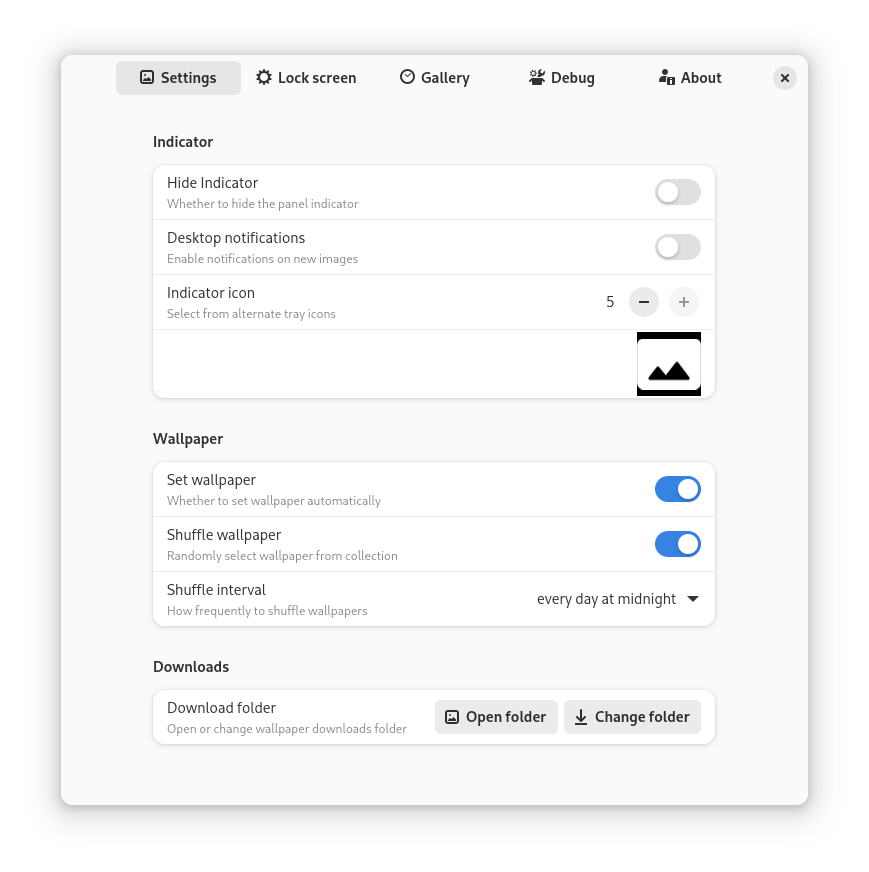 Settings Lock screen Gallery Debug About
Indicator
Hide Indicator
Whether to hide the panel indicator
Desktop notifications
Enable notifications on new images
Indicator icon
5
Select from alternate tray icons
Wallpaper
Set wallpaper
Whether to set wallpaper automatically
Shuffle wallpaper
Randomly select wallpaper from collection
Shuffle interval
every day at midnight
How frequently to shuffle wallpapers
Downloads
Download folder
Open folder Change folder
Open or change wallpaper downloads folder